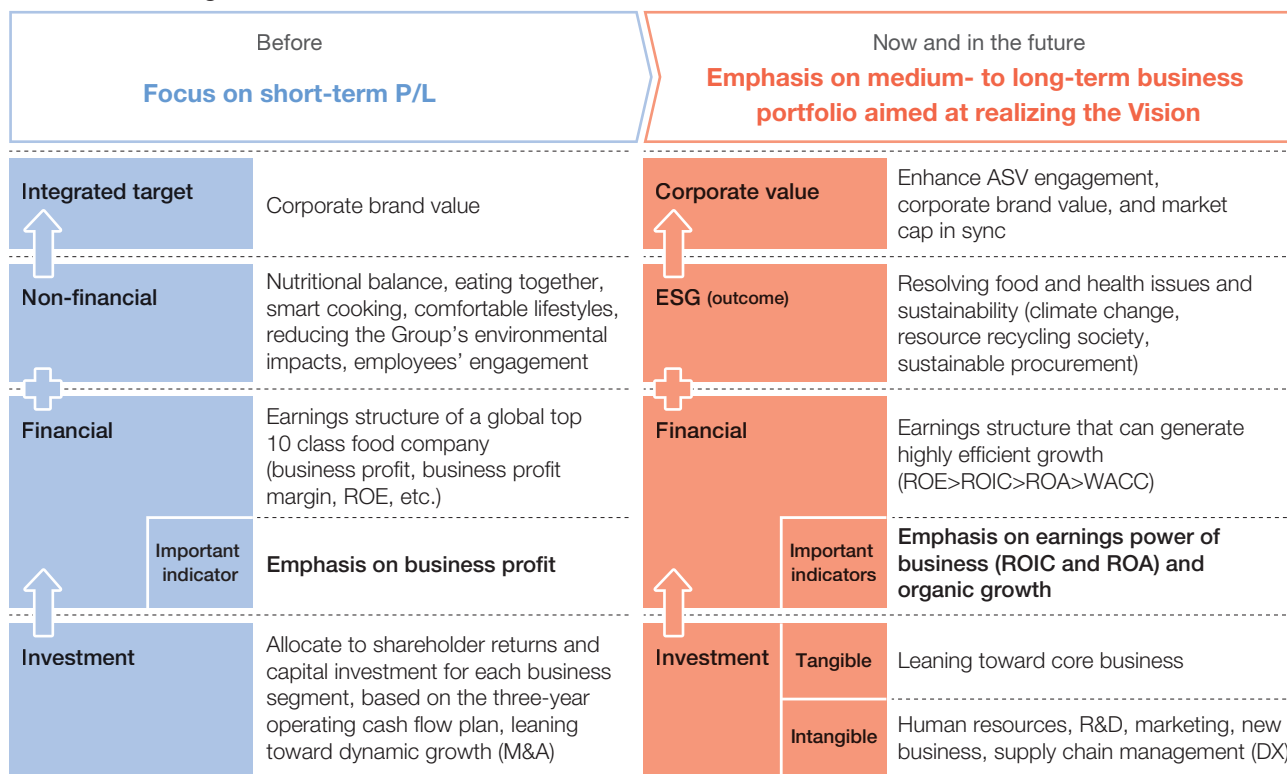 Before
Focus on short-term P/L
Now and in the future
Emphasis on medium- to long-term business
portfolio aimed at realizing the Vision
Integrated target
Corporate brand value
Non-financial
Nutritional balance, eating together,
smart cooking, comfortable lifestyles,
reducing the Group's environmental
impacts, employees' engagement
Financial
Earnings structure of a global top
10 class food company
(business profit, business profit
margin, ROE, etc.)
Important
indicator
Emphasis on business profit
Investment
Allocate to shareholder returns and
capital investment for each business
segment, based on the three-year
operating cash flow plan, leaning
toward dynamic growth (M&A)
Corporate value
Enhance ASV engagement,
corporate brand value, and market
cap in sync
ESG (outcome)
Resolving food and health issues and
sustainability (climate change,
resource recycling society,
sustainable procurement)
Financial
Earnings structure that can generate
highly efficient growth
(ROE>ROIC>ROA>WACC)
Important
indicators
Emphasis on earnings power of
business (ROIC and ROA) and
organic growth
Investment
Tangible
Leaning toward core business
Intangible
Human resources, R&D, marketing, new
business, supply chain management (DX)